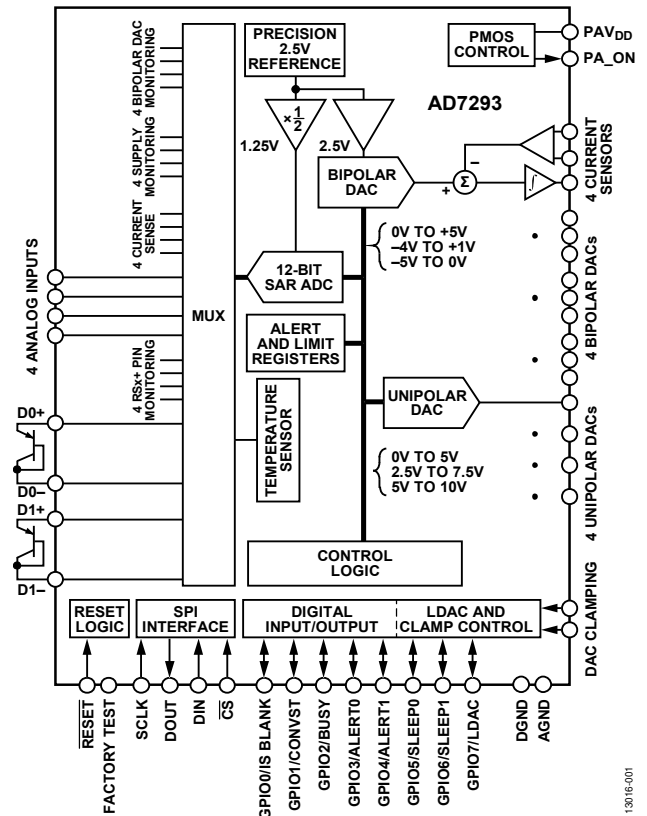 PRECISION
2.5V
REFERENCE
PMOS
CONTROL
PAVDD
PA_ON
AD7293
4 BIPOLAR DAC
MONITORING
×1/2
1.25V
2.5V
4 SUPPLY
MONITORING
BIPOLAR
DAC
–
+
Σ
∫
4 CURRENT
SENSORS
4 CURRENT
SENSE
0V TO +5V
–4V TO +1V
–5V TO 0V
4 BIPOLAR DACs
4 ANALOG INPUTS
12-BIT
SAR ADC
MUX
ALERT
AND LIMIT
REGISTERS
4 RSx+ PIN
MONITORING
TEMPERATURE
SENSOR
UNIPOLAR
DAC
D0+
D0–
D1+
D1–
0V TO 5V
2.5V TO 7.5V
5V TO 10V
4 UNIPOLAR DACs
CONTROL
LOGIC
RESET
LOGIC
SPI
INTERFACE
DIGITAL
INPUT/OUTPUT
LDAC AND
CLAMP CONTROL
DAC CLAMPING
RESET
FACTORY TEST
SCLK
DOUT
DIN
CS
GPIO0/IS BLANK
GPIO1/CONVST
GPIO2/BUSY
GPIO3/ALERT0
GPIO4/ALERT1
GPIO5/SLEEP0
GPIO6/SLEEP1
GPIO7/LDAC
DGND
AGND
13016-001